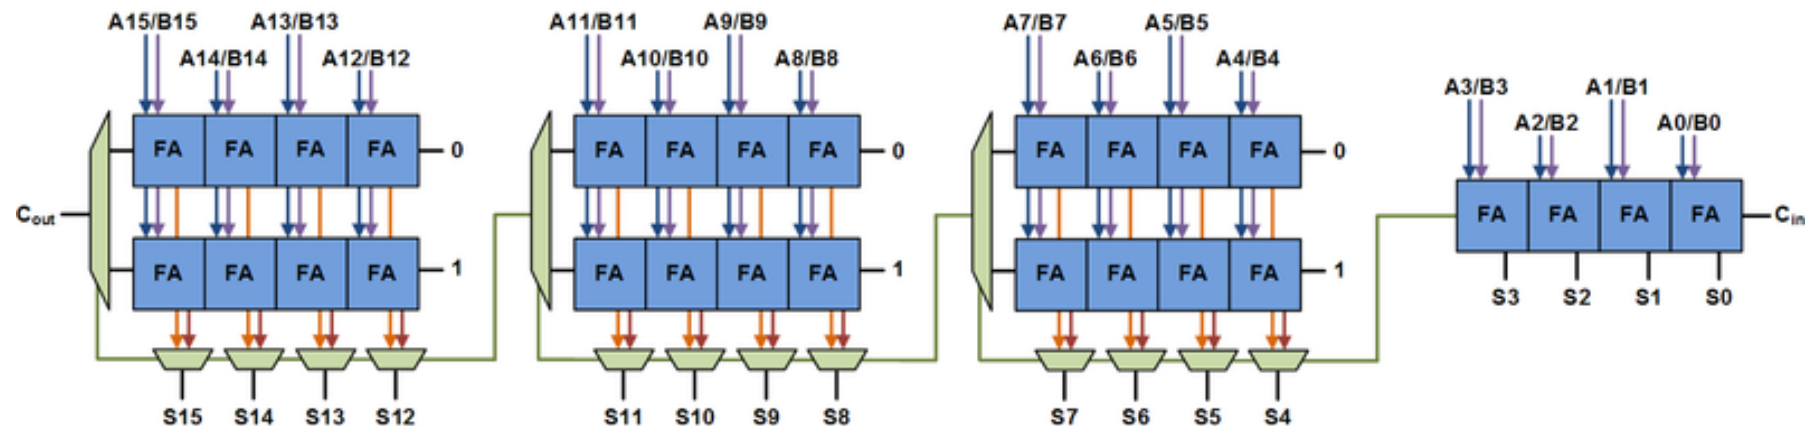 A15/B15 A13/B13 A11/B11 A9/B9 A7/B7 A5/B5
A14/B14 A12/B12 A10/B10 A8/B8 A6/B6 A4/B4
A3/B3 A1/B1
A2/B2 A0/B0
FA FA FA FA 0 FA FA FA FA 0 FA FA FA FA 0
Cout FA FA FA FA Cin
FA FA FA FA 1 FA FA FA FA 1 FA FA FA FA 1
S3 S2 S1 S0
S15 S14 S13 S12 S11 S10 S9 S8 S7 S6 S5 S4